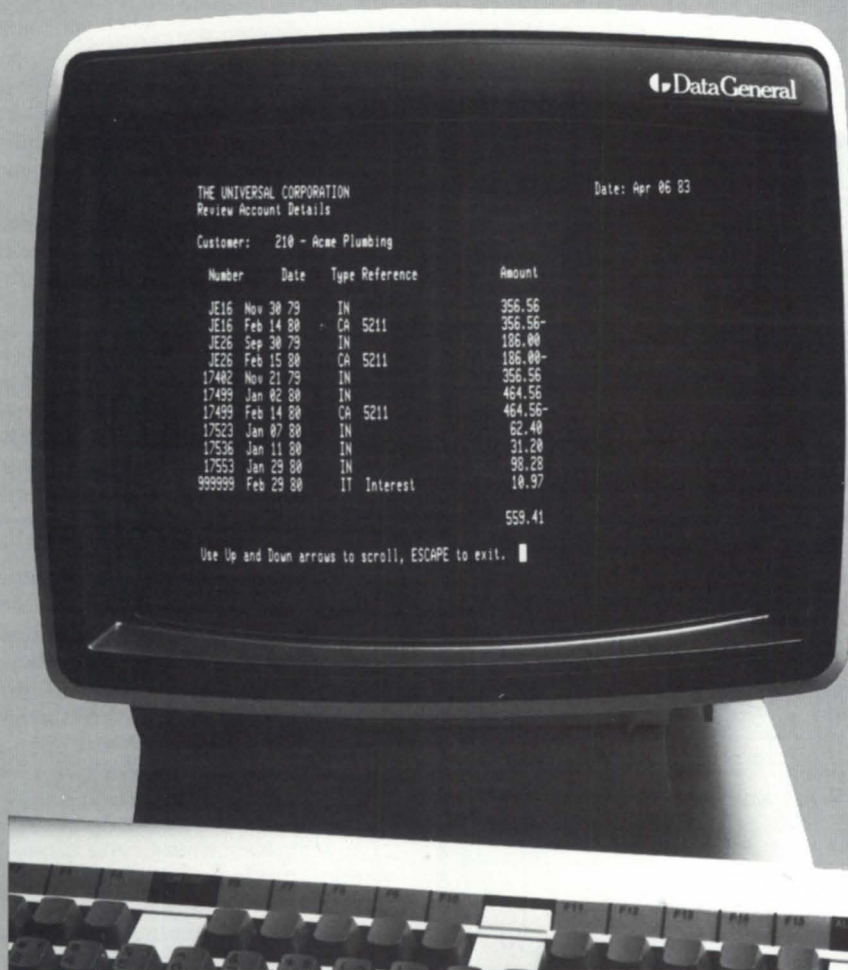 DataGeneral
THE UNIVERSAL CORPORATION Date: Apr 06 83
Review Account Details
Customer: 210 - Acme Plumbing
Number Date Type Reference Amount
JE16 Nov 30 79 IN 356.56
JE16 Feb 14 80 CA 5211 356.56-
JE26 Sep 30 79 IN 186.00
JE26 Feb 15 80 CA 5211 186.00-
17402 Nov 21 79 IN 356.56
17499 Jan 02 80 IN 464.56
17499 Feb 14 80 CA 5211 464.56-
17523 Jan 07 80 IN 62.40
17536 Jan 11 80 IN 31.20
17553 Jan 29 80 IN 98.28
999999 Feb 29 80 IT Interest 10.97
559.41
Use Up and Down arrows to scroll, ESCAPE to exit.
F11 F12 F13 F14 F15